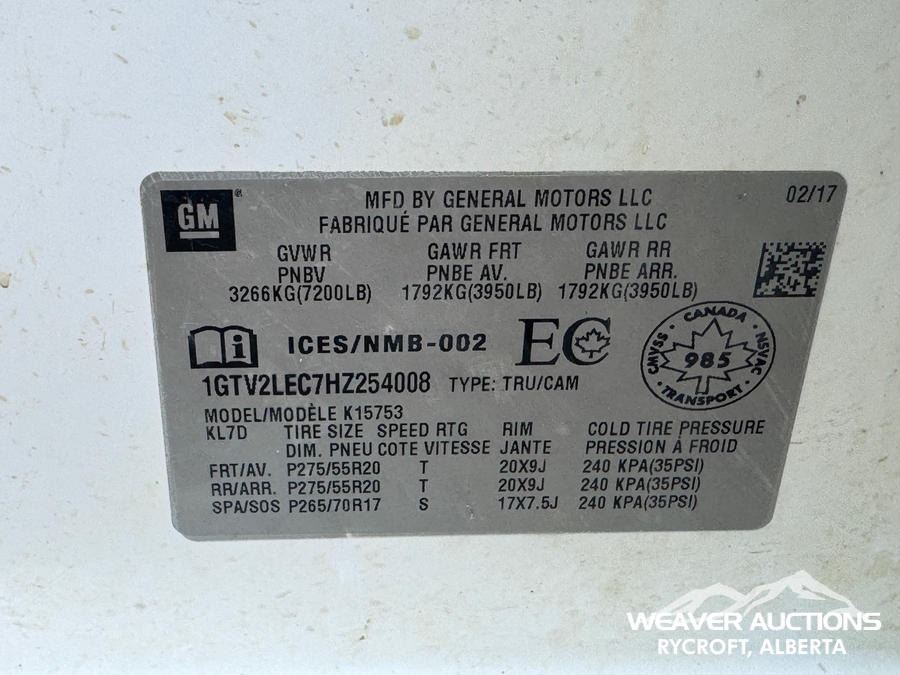 GM
MFD BY GENERAL MOTORS LLC 02/17
FABRIQUÉ PAR GENERAL MOTORS LLC
GVWR GAWR FRT GAWR RR
PNBV PNBE AV. PNBE ARR.
3266KG(7200LB) 1792KG(3950LB) 1792KG(3950LB)
ICES/NMB-002 EC
CANADA
CMVSS 985 NSVAC
TRANSPORT
1GTV2LEC7HZ254008 TYPE: TRU/CAM
MODEL/MODÈLE K15753
KL7D TIRE SIZE SPEED RTG RIM COLD TIRE PRESSURE
DIM. PNEU COTE VITESSE JANTE PRESSION À FROID
FRT/AV. P275/55R20 T 20X9J 240 KPA(35PSI)
RR/ARR. P275/55R20 T 20X9J 240 KPA(35PSI)
SPA/SOS P265/70R17 S 17X7.5J 240 KPA(35PSI)
WEAVER AUCTIONS
RYCROFT, ALBERTA